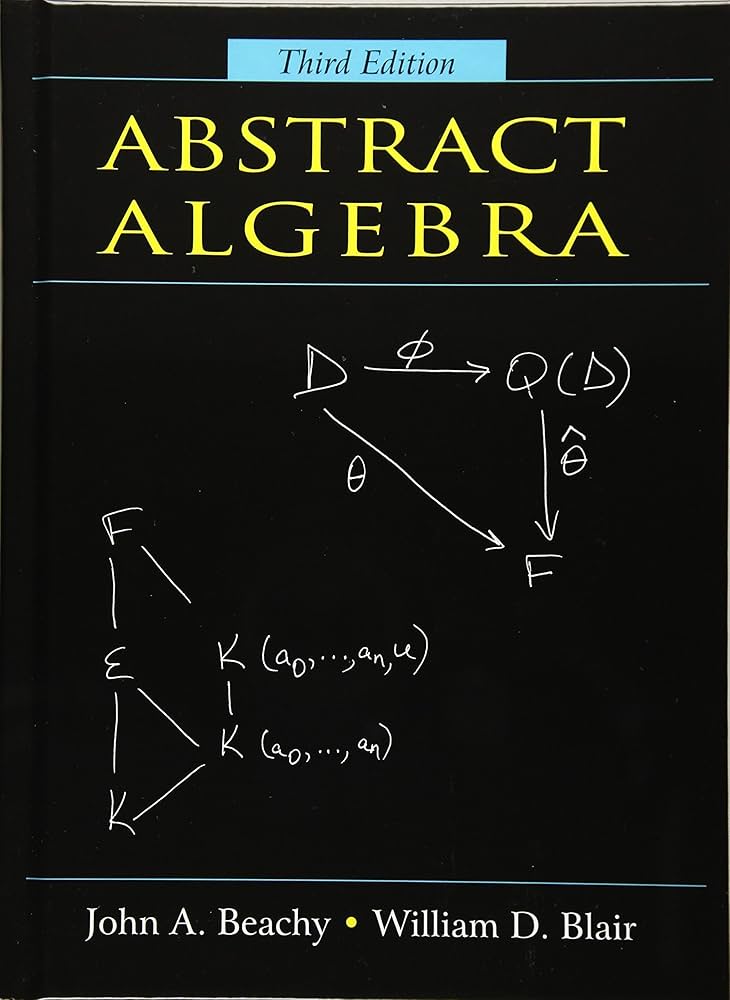 Third Edition
ABSTRACT
ALGEBRA
D ϕ Q(D)
θ θ̂
F
F
E K (a₀,...,aₙ,u)
K (a₀,...,aₙ)
K
John A. Beachy • William D. Blair